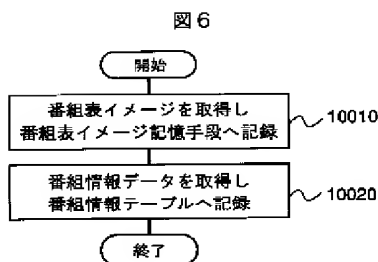 図6
開始
番組表イメージを取得し
番組表イメージ記憶手段へ記録
10010
番組情報データを取得し
番組情報テーブルへ記録
10020
終了